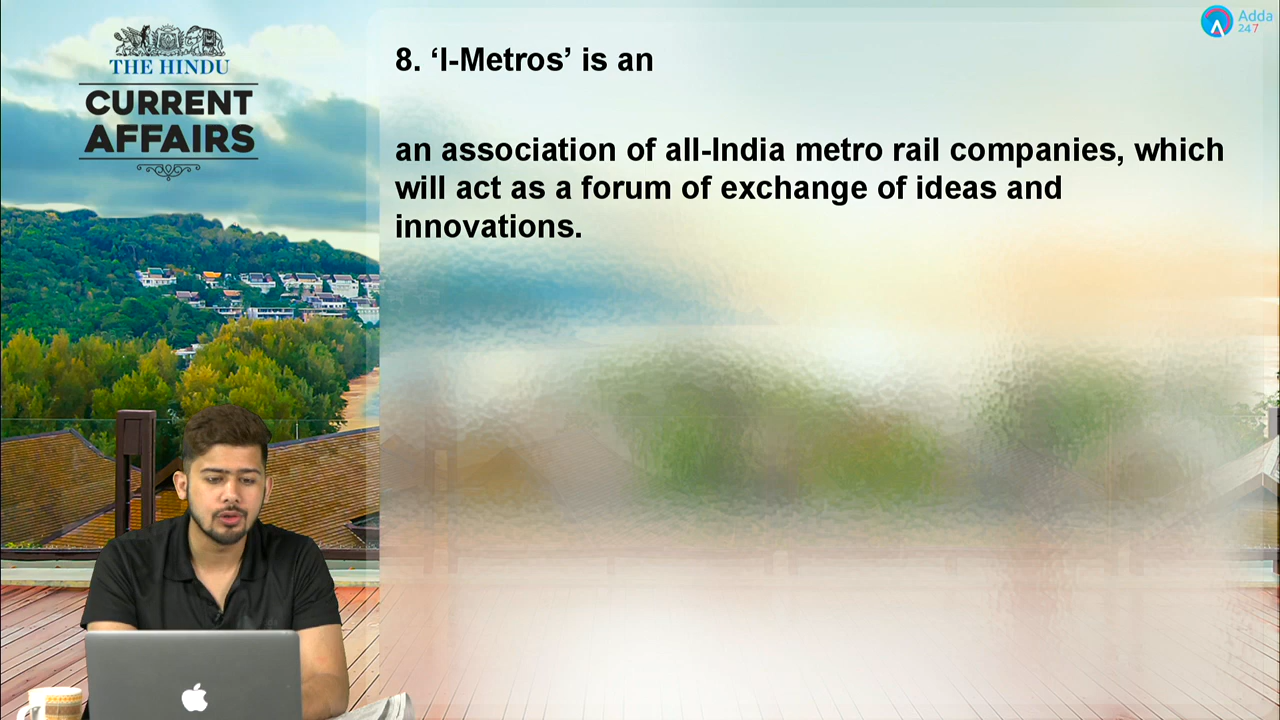 THE HINDU
CURRENT
AFFAIRS
Adda
247
8. ‘I-Metros’ is an
an association of all-India metro rail companies, which
will act as a forum of exchange of ideas and
innovations.